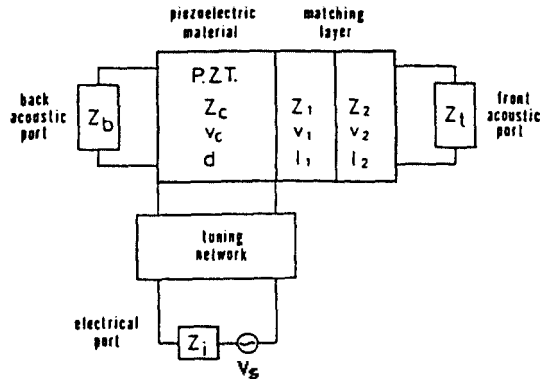 piezoelectric
material
matching
layer
P.Z.T.
Z_c
v_c
d
Z_1
v_1
l_1
Z_2
v_2
l_2
back
acoustic
port
Z_b
Z_t
front
acoustic
port
tuning
network
electrical
port
Z_i
V_s